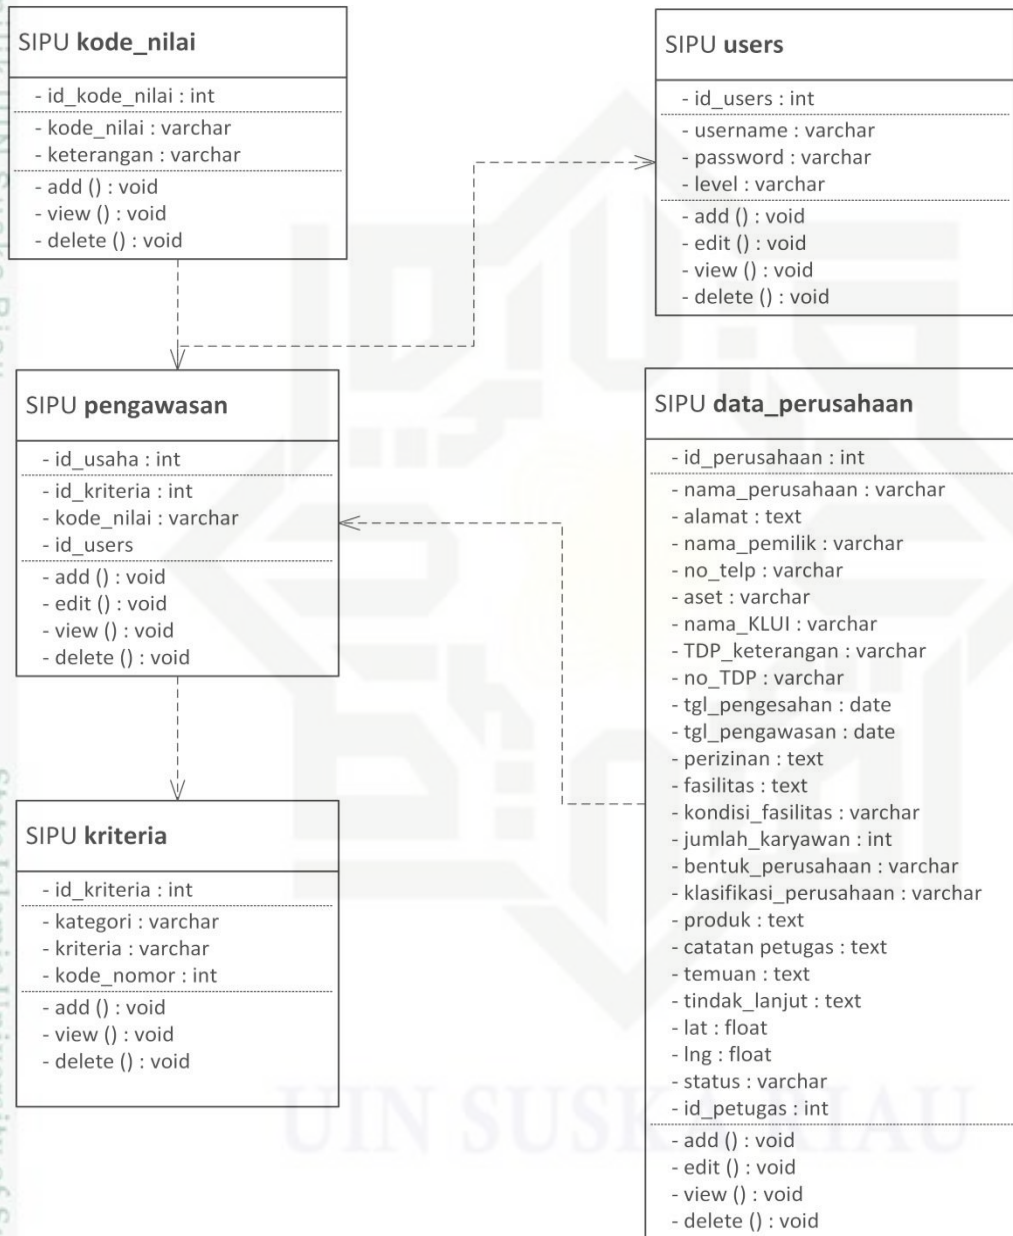 SIPU kode_nilai
- id_kode_nilai : int
- kode_nilai : varchar
- keterangan : varchar
- add () : void
- view () : void
- delete () : void
SIPU users
- id_users : int
- username : varchar
- password : varchar
- level : varchar
- add () : void
- edit () : void
- view () : void
- delete () : void
SIPU pengawasan
- id_usaha : int
- id_kriteria : int
- kode_nilai : varchar
- id_users
- add () : void
- edit () : void
- view () : void
- delete () : void
SIPU data_perusahaan
- id_perusahaan : int
- nama_perusahaan : varchar
- alamat : text
- nama_pemilik : varchar
- no_telp : varchar
- aset : varchar
- nama_KLUI : varchar
- TDP_keterangan : varchar
- no_TDP : varchar
- tgl_pengesahan : date
- tgl_pengawasan : date
- perizinan : text
- fasilitas : text
- kondisi_fasilitas : varchar
- jumlah_karyawan : int
- bentuk_perusahaan : varchar
- klasifikasi_perusahaan : varchar
- produk : text
- catatan petugas : text
- temuan : text
- tindak_lanjut : text
- lat : float
- lng : float
- status : varchar
- id_petugas : int
- add () : void
- edit () : void
- view () : void
- delete () : void
SIPU kriteria
- id_kriteria : int
- kategori : varchar
- kriteria : varchar
- kode_nomor : int
- add () : void
- view () : void
- delete () : void
UIN SUSKA RIAU